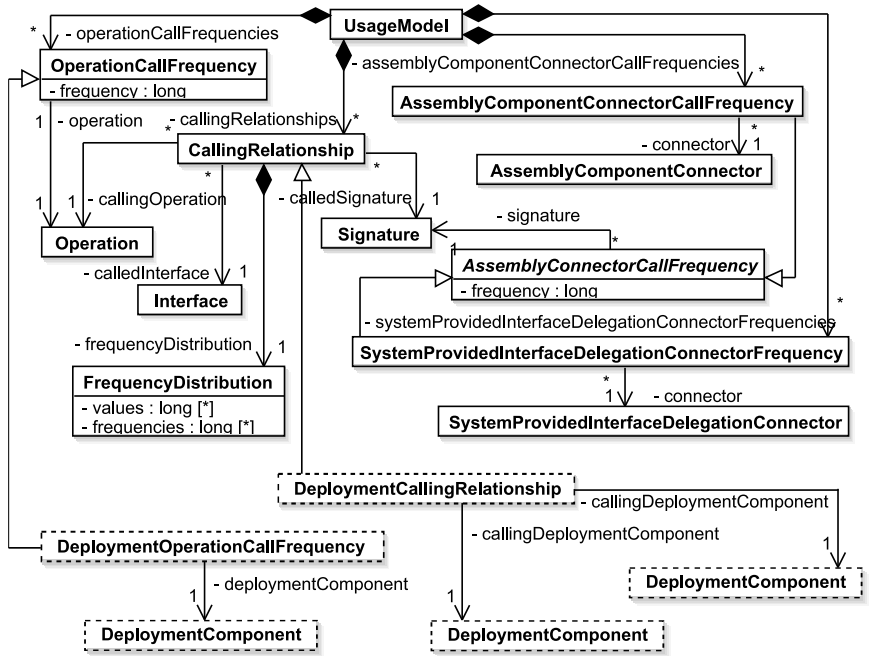 UsageModel
* - operationCallFrequencies
*
OperationCallFrequency
- frequency : long
- assemblyComponentConnectorCallFrequencies
*
AssemblyComponentConnectorCallFrequency
1 - operation
- callingRelationships *
*
CallingRelationship
*
- connector 1
*
AssemblyComponentConnector
- callingOperation
*
- calledSignature
1 1
1
Operation
Signature
- signature
1 *
AssemblyConnectorCallFrequency
- frequency : long
- calledInterface 1
Interface
*
- systemProvidedInterfaceDelegationConnectorFrequencies
SystemProvidedInterfaceDelegationConnectorFrequency
- frequencyDistribution 1
FrequencyDistribution
- values : long [*]
- frequencies : long [*]
*
1 - connector
SystemProvidedInterfaceDelegationConnector
DeploymentCallingRelationship
- callingDeploymentComponent
- callingDeploymentComponent
DeploymentOperationCallFrequency
1
- deploymentComponent
DeploymentComponent
1
1
DeploymentComponent
DeploymentComponent